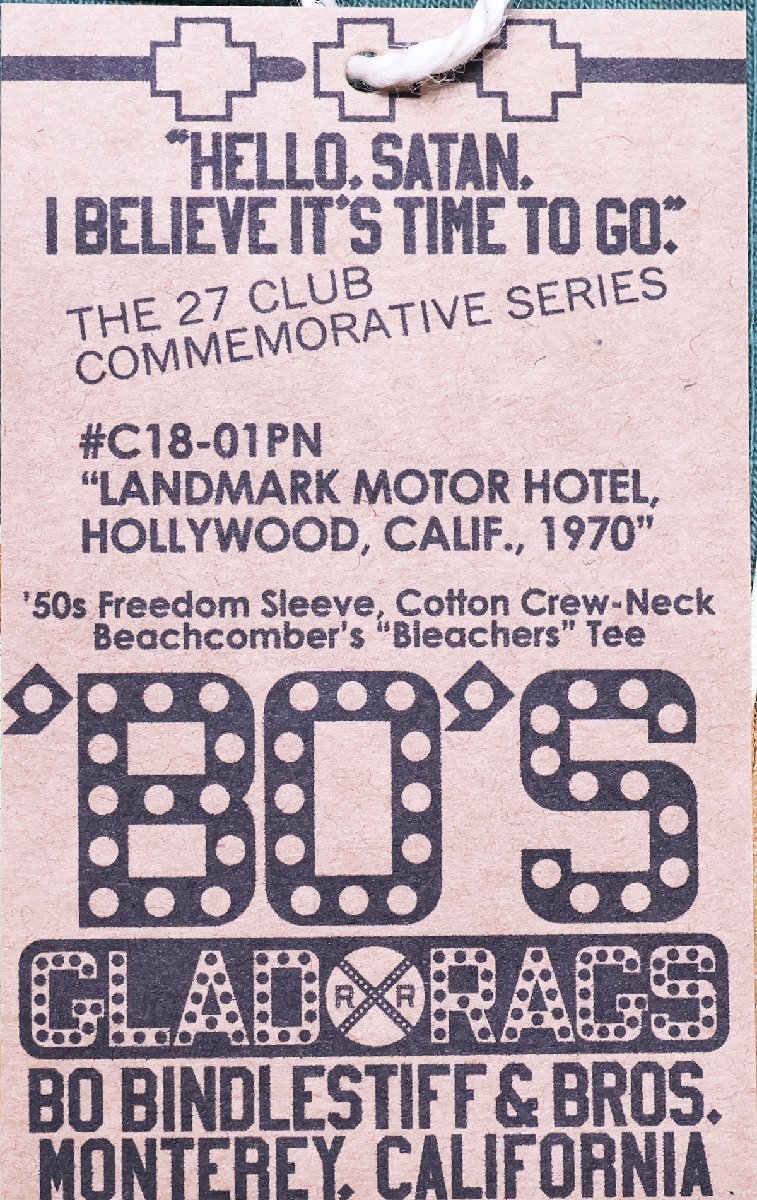 "HELLO, SATAN,
I BELIEVE IT'S TIME TO GO."
THE 27 CLUB
COMMEMORATIVE SERIES
#C18-01PN
"LANDMARK MOTOR HOTEL,
HOLLYWOOD, CALIF., 1970"
'50s Freedom Sleeve, Cotton Crew-Neck
Beachcomber's "Bleachers" Tee
'BO'S
GLAD RR RAGS
BO BINDLESTIFF & BROS.
MONTEREY, CALIFORNIA